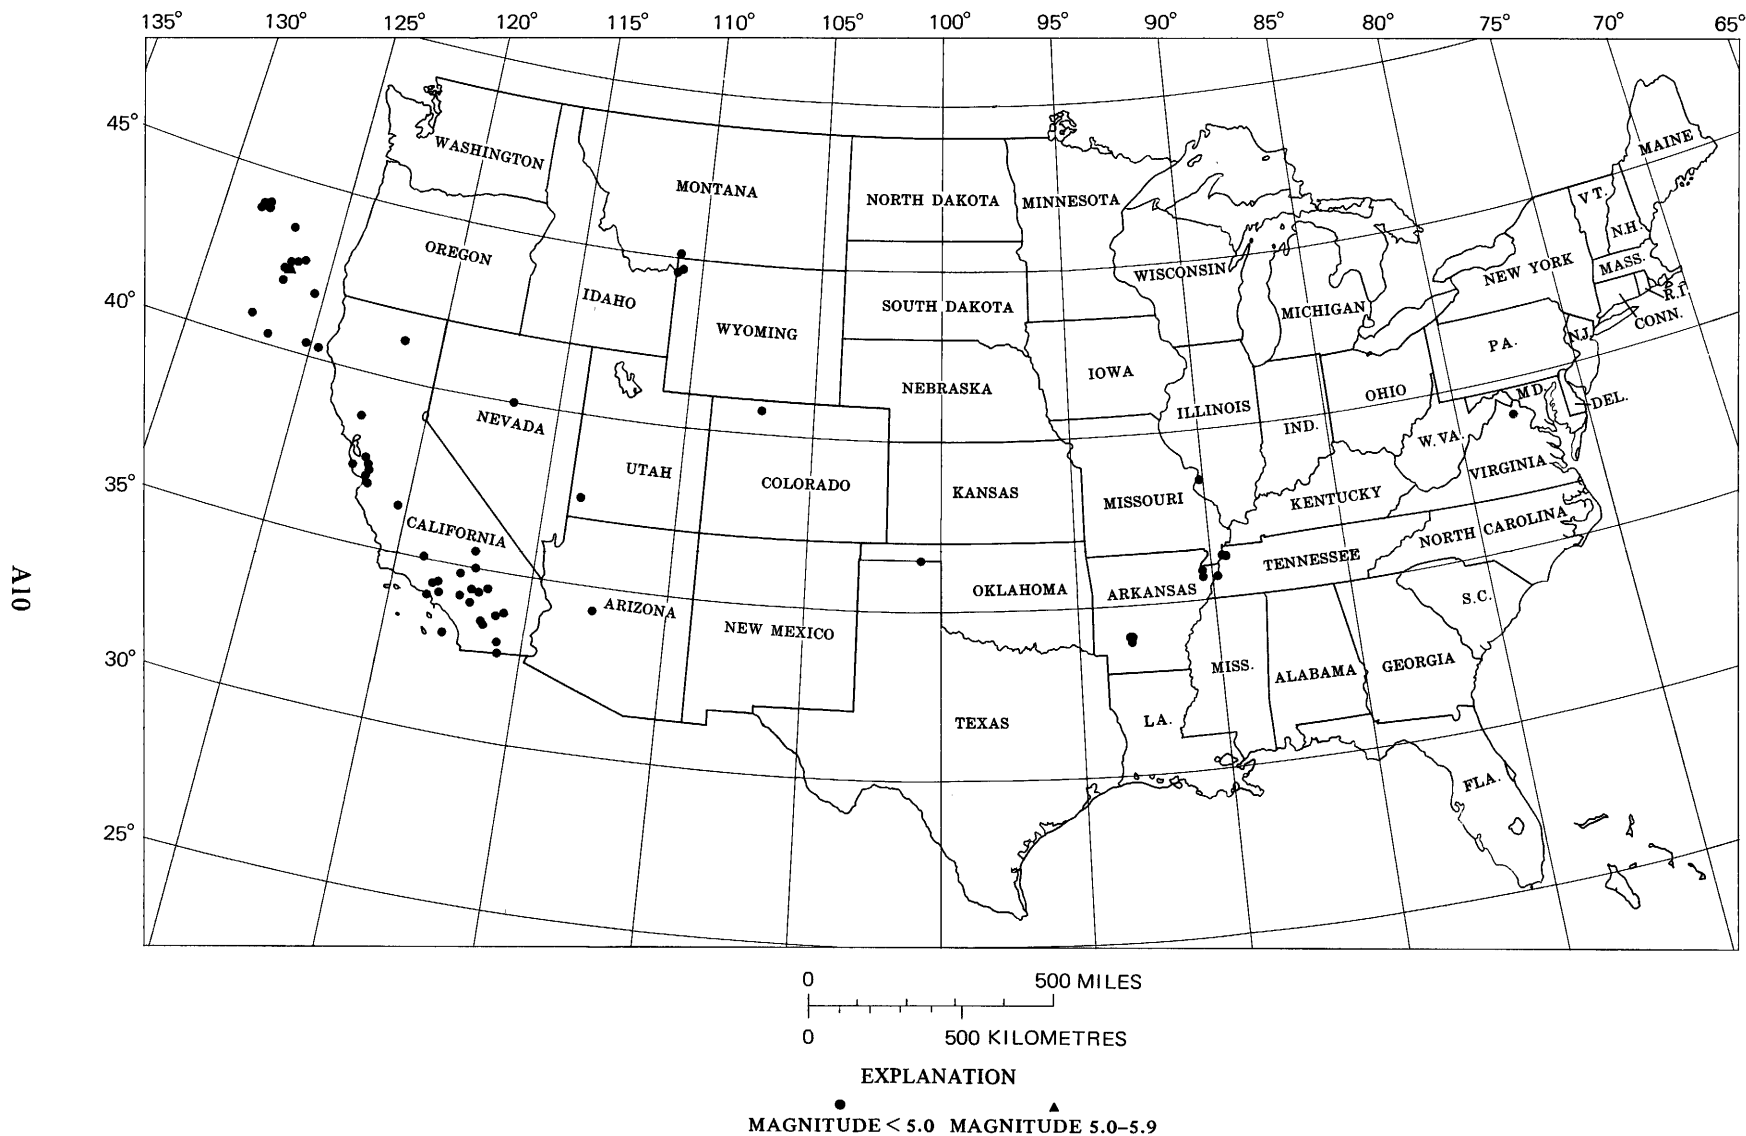 135° 130° 125° 120° 115° 110° 105° 100° 95° 90° 85° 80° 75° 70° 65°
45°
40°
35°
30°
25°
WASHINGTON
OREGON
IDAHO
MONTANA
WYOMING
NORTH DAKOTA
SOUTH DAKOTA
MINNESOTA
WISCONSIN
MICHIGAN
NEW YORK
VT.
N.H.
MAINE
MASS.
R.I.
CONN.
N.J.
PA.
MD.
DEL.
NEBRASKA
IOWA
ILLINOIS
IND.
OHIO
W.VA.
VIRGINIA
NEVADA
UTAH
COLORADO
KANSAS
MISSOURI
KENTUCKY
CALIFORNIA
ARIZONA
NEW MEXICO
OKLAHOMA
ARKANSAS
TENNESSEE
NORTH CAROLINA
S.C.
TEXAS
LA.
MISS.
ALABAMA
GEORGIA
FLA.
A10
0 500 MILES
0 500 KILOMETRES
EXPLANATION
MAGNITUDE < 5.0 MAGNITUDE 5.0–5.9